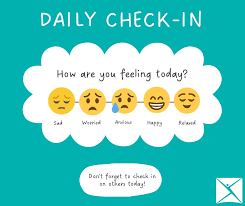 DAILY CHECK-IN
How are you feeling today?
Sad Worried Anxious Happy Relaxed
Don't forget to check in
on others today!